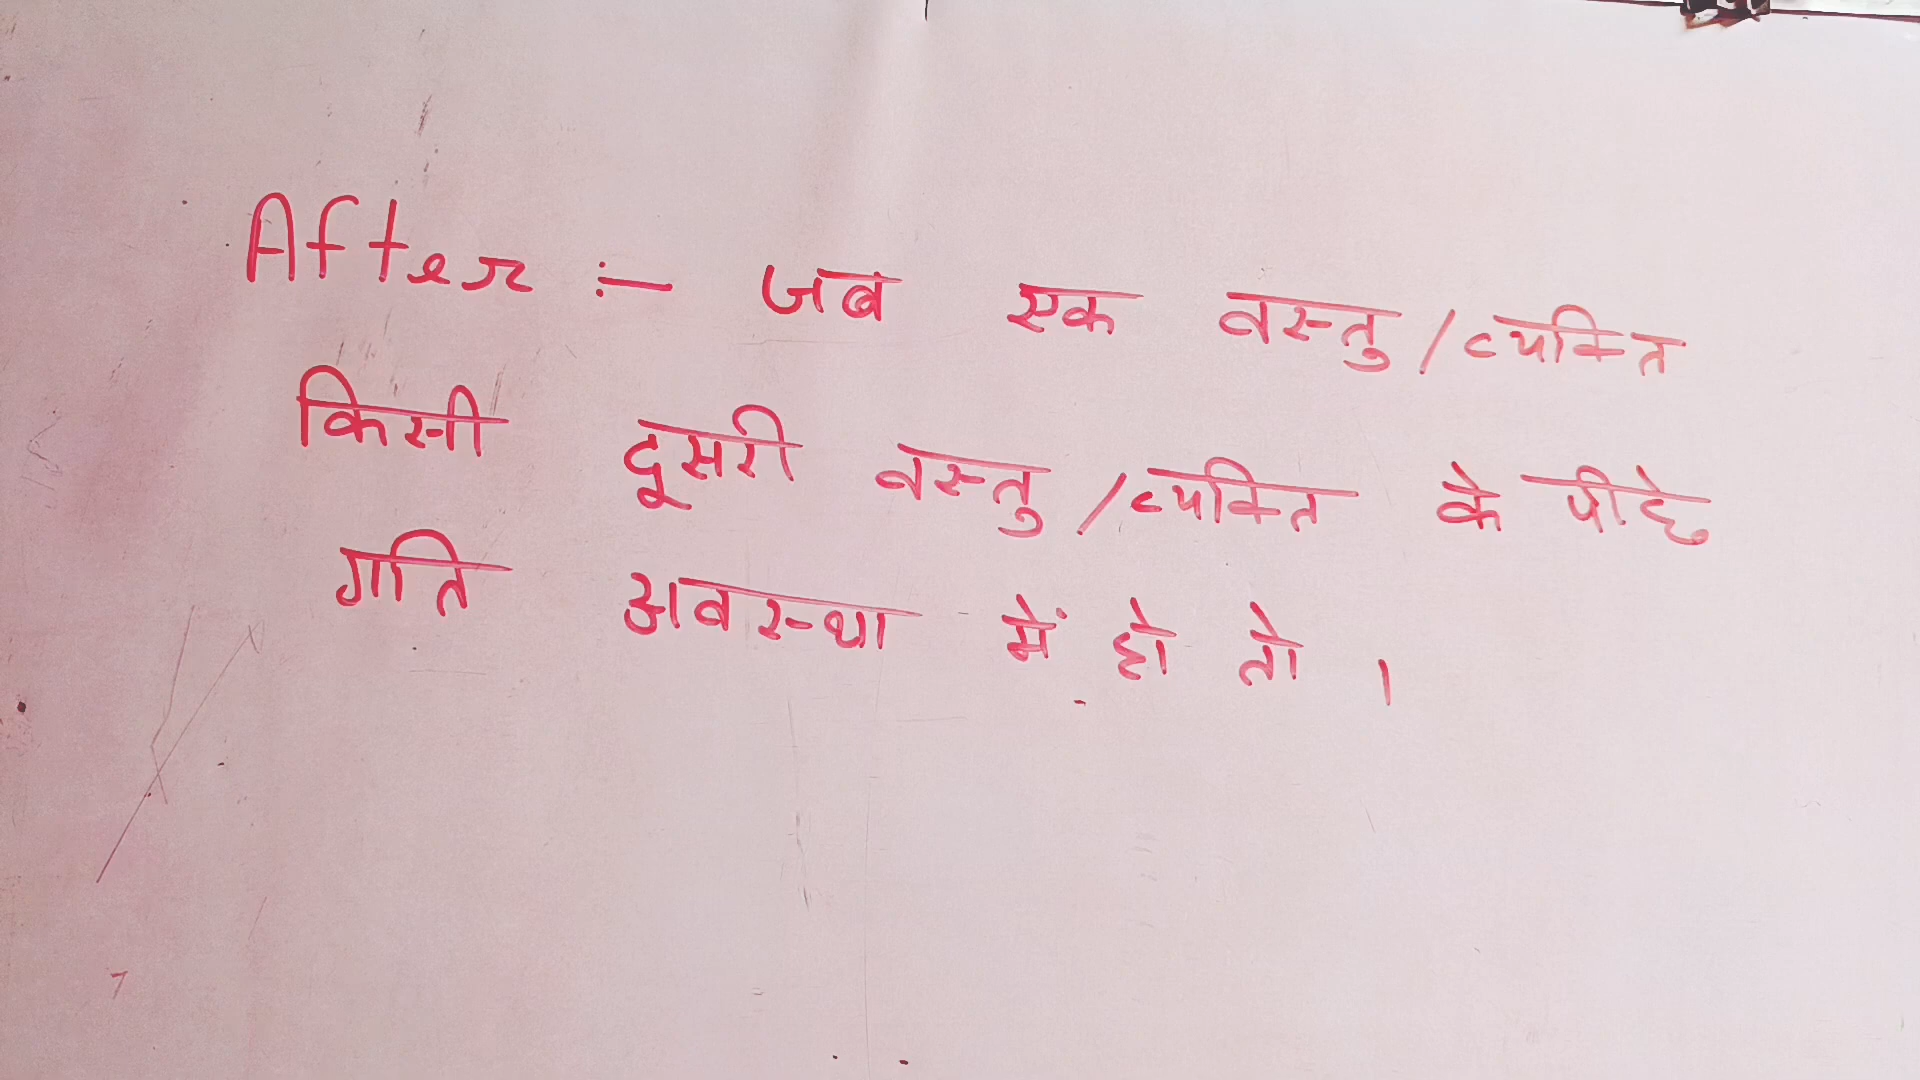 After :- जब एक वस्तु/व्यक्ति
किसी दूसरी वस्तु/व्यक्ति के पीछे
गति अवस्था में हो तो ।